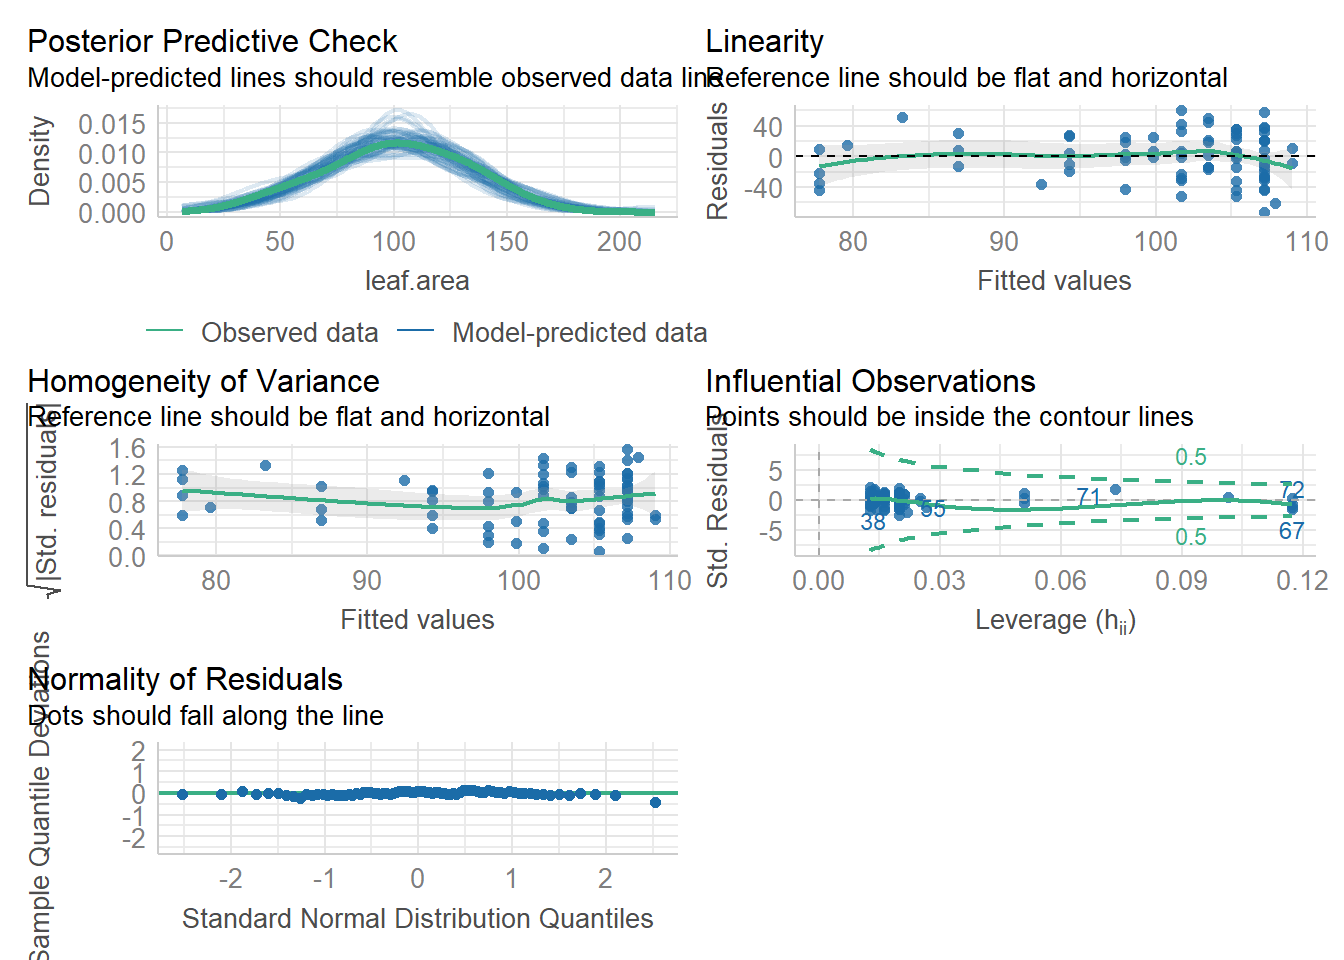 Posterior Predictive Check
Model-predicted lines should resemble observed data line
Density
0.015
0.010
0.005
0.000
0 50 100 150 200
leaf.area
Observed data Model-predicted data
Linearity
Reference line should be flat and horizontal
Residuals
40
0
-40
80 90 100 110
Fitted values
Homogeneity of Variance
Reference line should be flat and horizontal
√|Std. residuals|
1.6
1.2
0.8
0.4
0.0
80 90 100 110
Fitted values
Influential Observations
Points should be inside the contour lines
Std. Residuals
5
0
-5
0.5
72
71
55
38
0.5
67
0.00 0.03 0.06 0.09 0.12
Leverage (hii)
Normality of Residuals
Dots should fall along the line
Sample Quantile Deviations
2
1
0
-1
-2
-2 -1 0 1 2
Standard Normal Distribution Quantiles